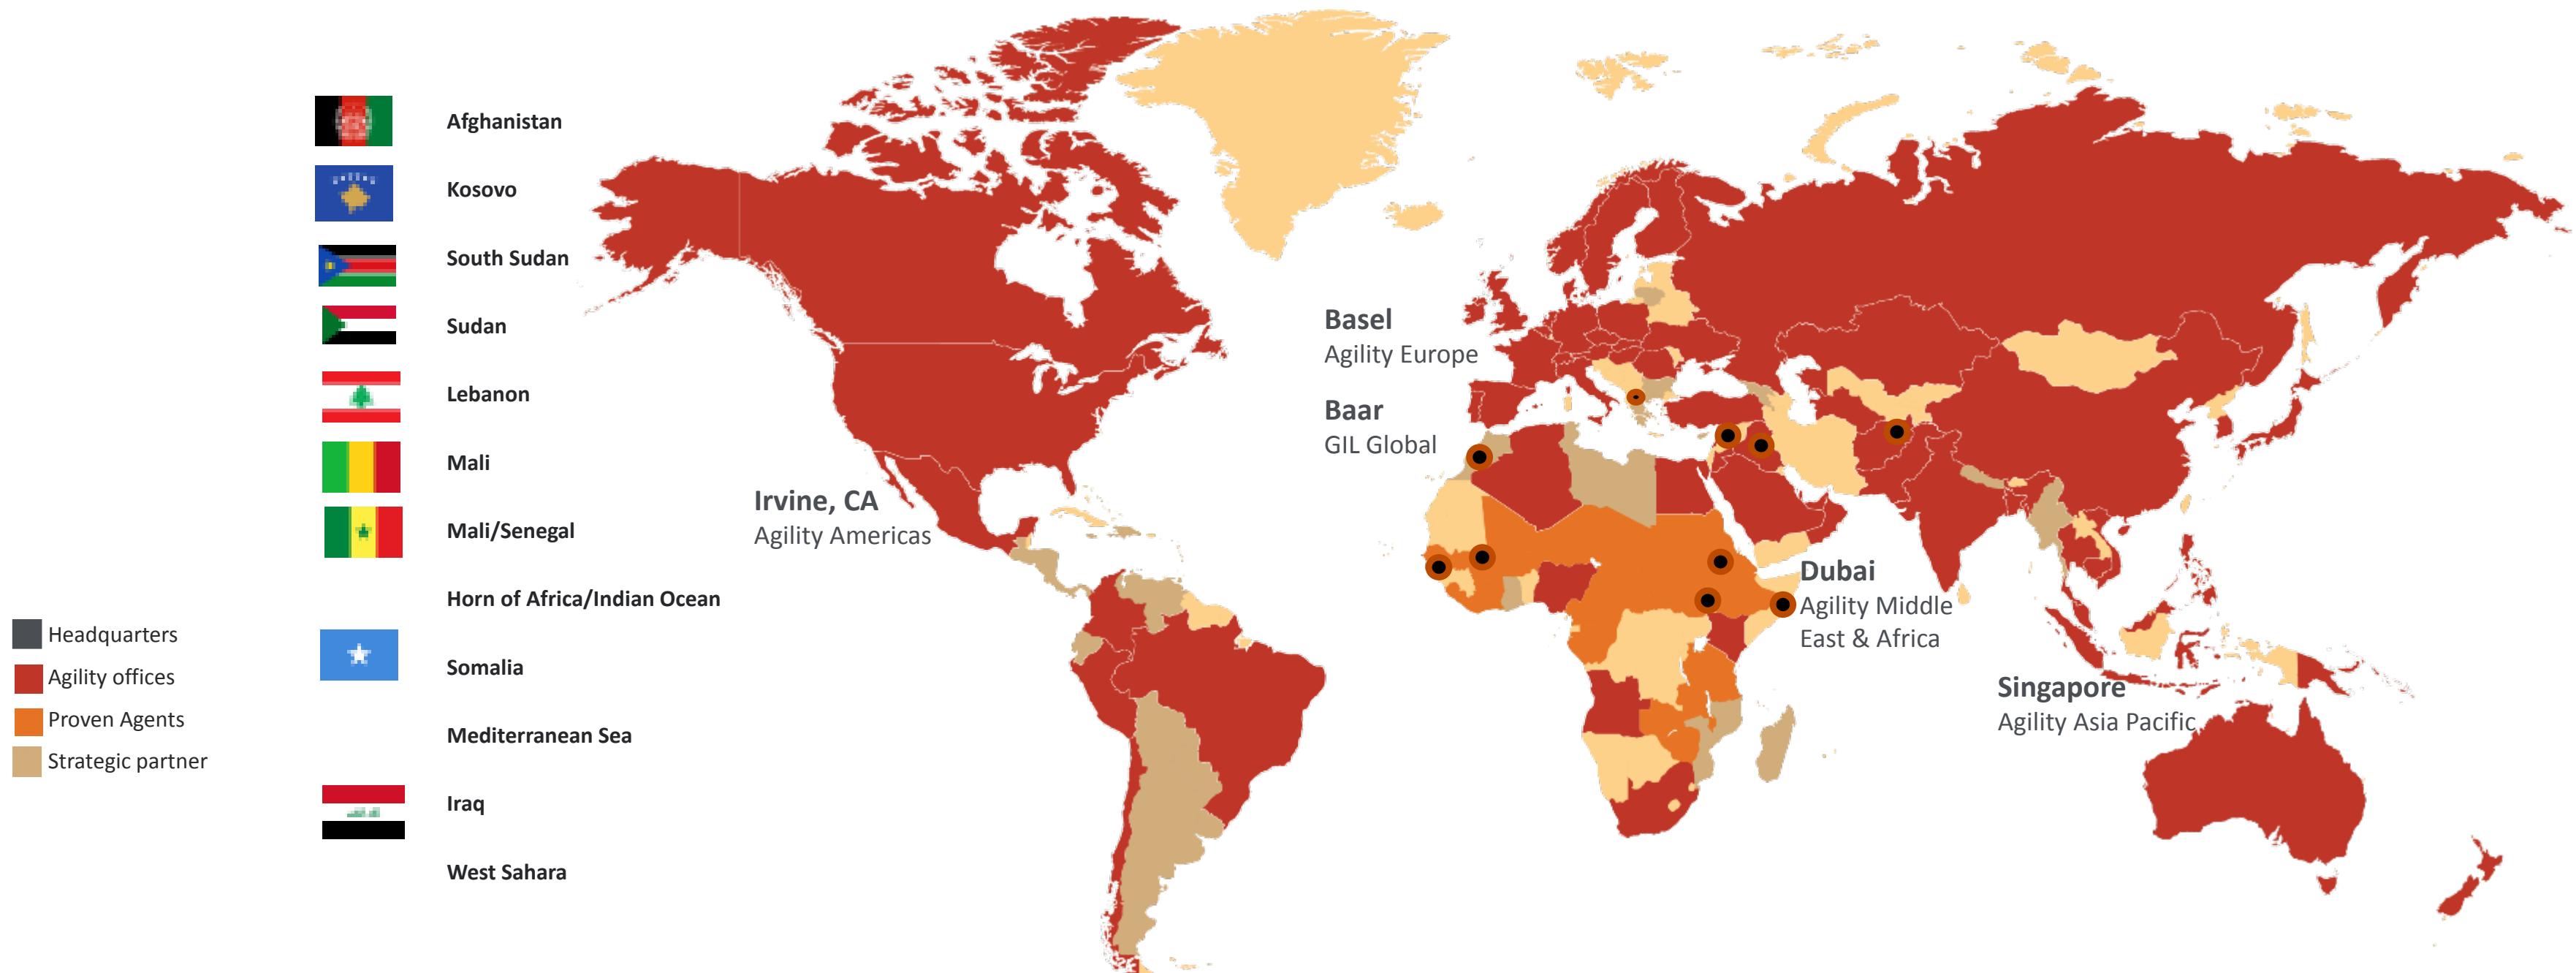 Afghanistan
Kosovo
South Sudan
Sudan
Lebanon
Mali
Mali/Senegal
Horn of Africa/Indian Ocean
Somalia
Mediterranean Sea
Iraq
West Sahara
Headquarters
Agility offices
Proven Agents
Strategic partner
Irvine, CA
Agility Americas
Basel
Agility Europe
Baar
GIL Global
Dubai
Agility Middle
East & Africa
Singapore
Agility Asia Pacific